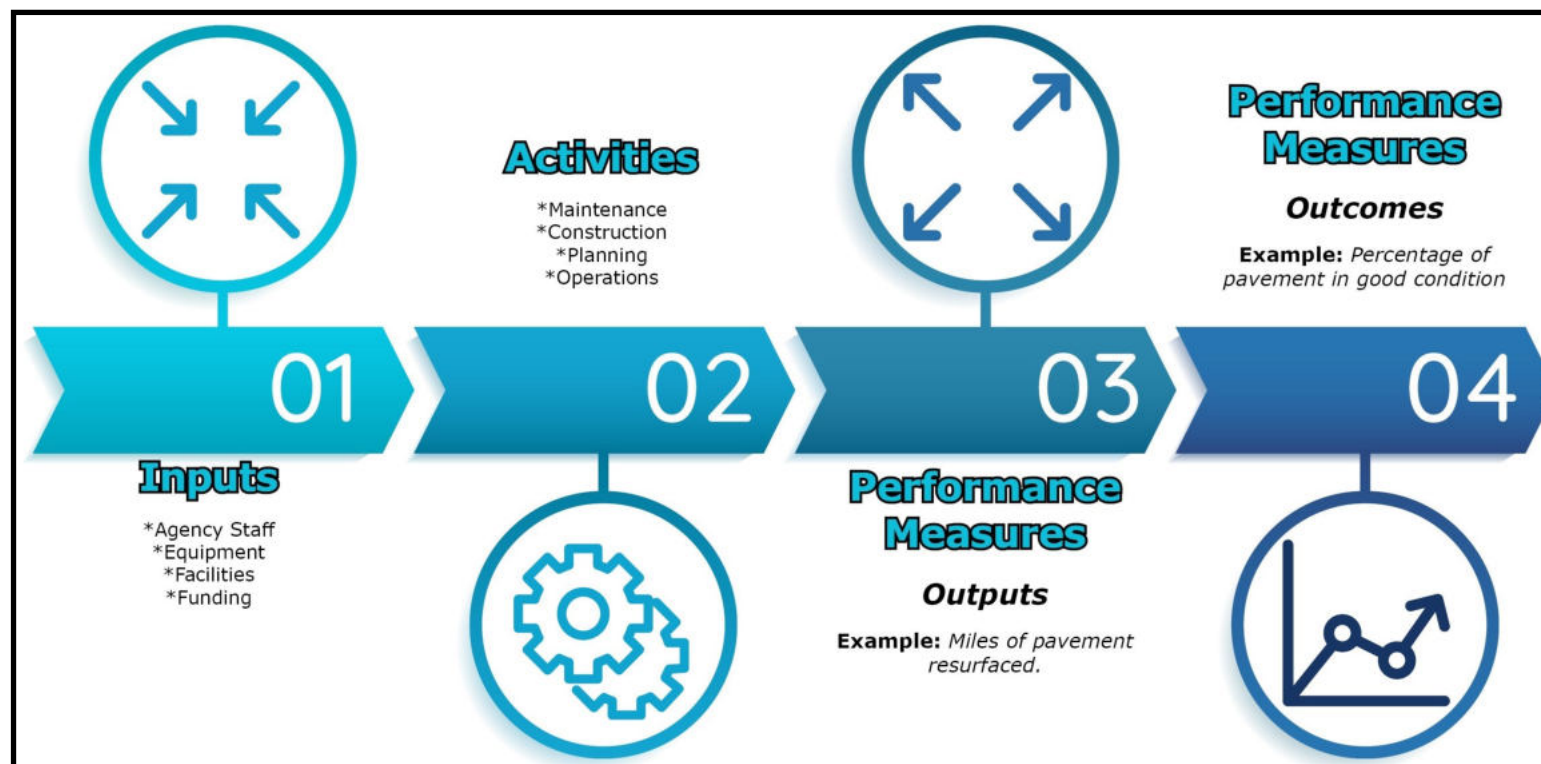 01
Inputs
*Agency Staff
*Equipment
*Facilities
*Funding
Activities
*Maintenance
*Construction
*Planning
*Operations
02
03
Performance
Measures
Outputs
Example: Miles of pavement
resurfaced.
Performance
Measures
Outcomes
Example: Percentage of
pavement in good condition
04